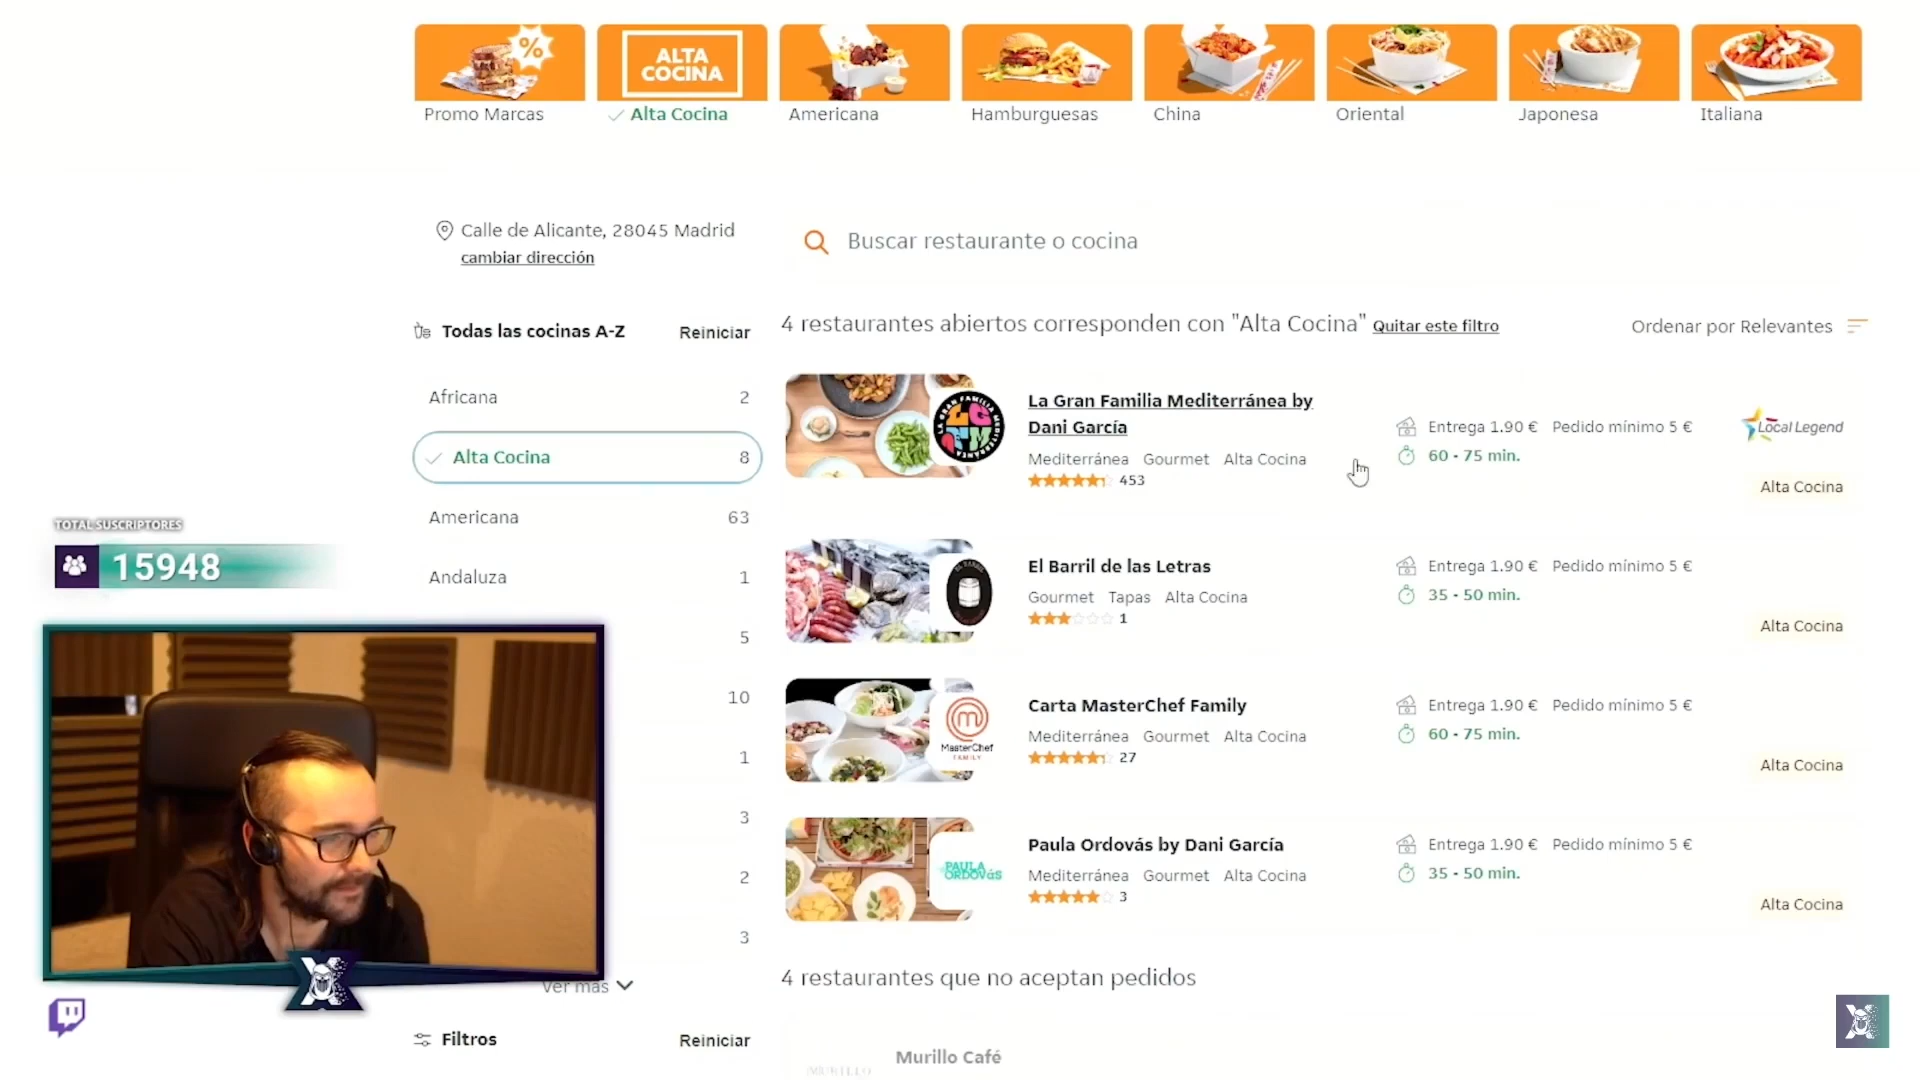 %
ALTA
COCINA
Promo Marcas
Alta Cocina
Americana
Hamburguesas
China
Oriental
Japonesa
Italiana
Calle de Alicante, 28045 Madrid
cambiar dirección
Buscar restaurante o cocina
Todas las cocinas A-Z
Reiniciar
4 restaurantes abiertos corresponden con "Alta Cocina" Quitar este filtro
Ordenar por Relevantes
Africana 2
Alta Cocina 8
Americana 63
Andaluza 1
5
10
1
3
2
3
Ver más
Filtros
Reiniciar
LA GRAN FAMILIA MEDITERRÁNEA
LGFM
La Gran Familia Mediterránea by
Dani García
Mediterránea Gourmet Alta Cocina
453
Entrega 1.90 € Pedido mínimo 5 €
60 - 75 min.
Local Legend
Alta Cocina
El Barril de las Letras
Gourmet Tapas Alta Cocina
1
Entrega 1.90 € Pedido mínimo 5 €
35 - 50 min.
Alta Cocina
MasterChef
FAMILY
Carta MasterChef Family
Mediterránea Gourmet Alta Cocina
27
Entrega 1.90 € Pedido mínimo 5 €
60 - 75 min.
Alta Cocina
PAULA
ORDOVÁS
Paula Ordovás by Dani García
Mediterránea Gourmet Alta Cocina
3
Entrega 1.90 € Pedido mínimo 5 €
35 - 50 min.
Alta Cocina
4 restaurantes que no aceptan pedidos
MURILLO
Murillo Café
TOTAL SUSCRIPTORES
15948
X
X